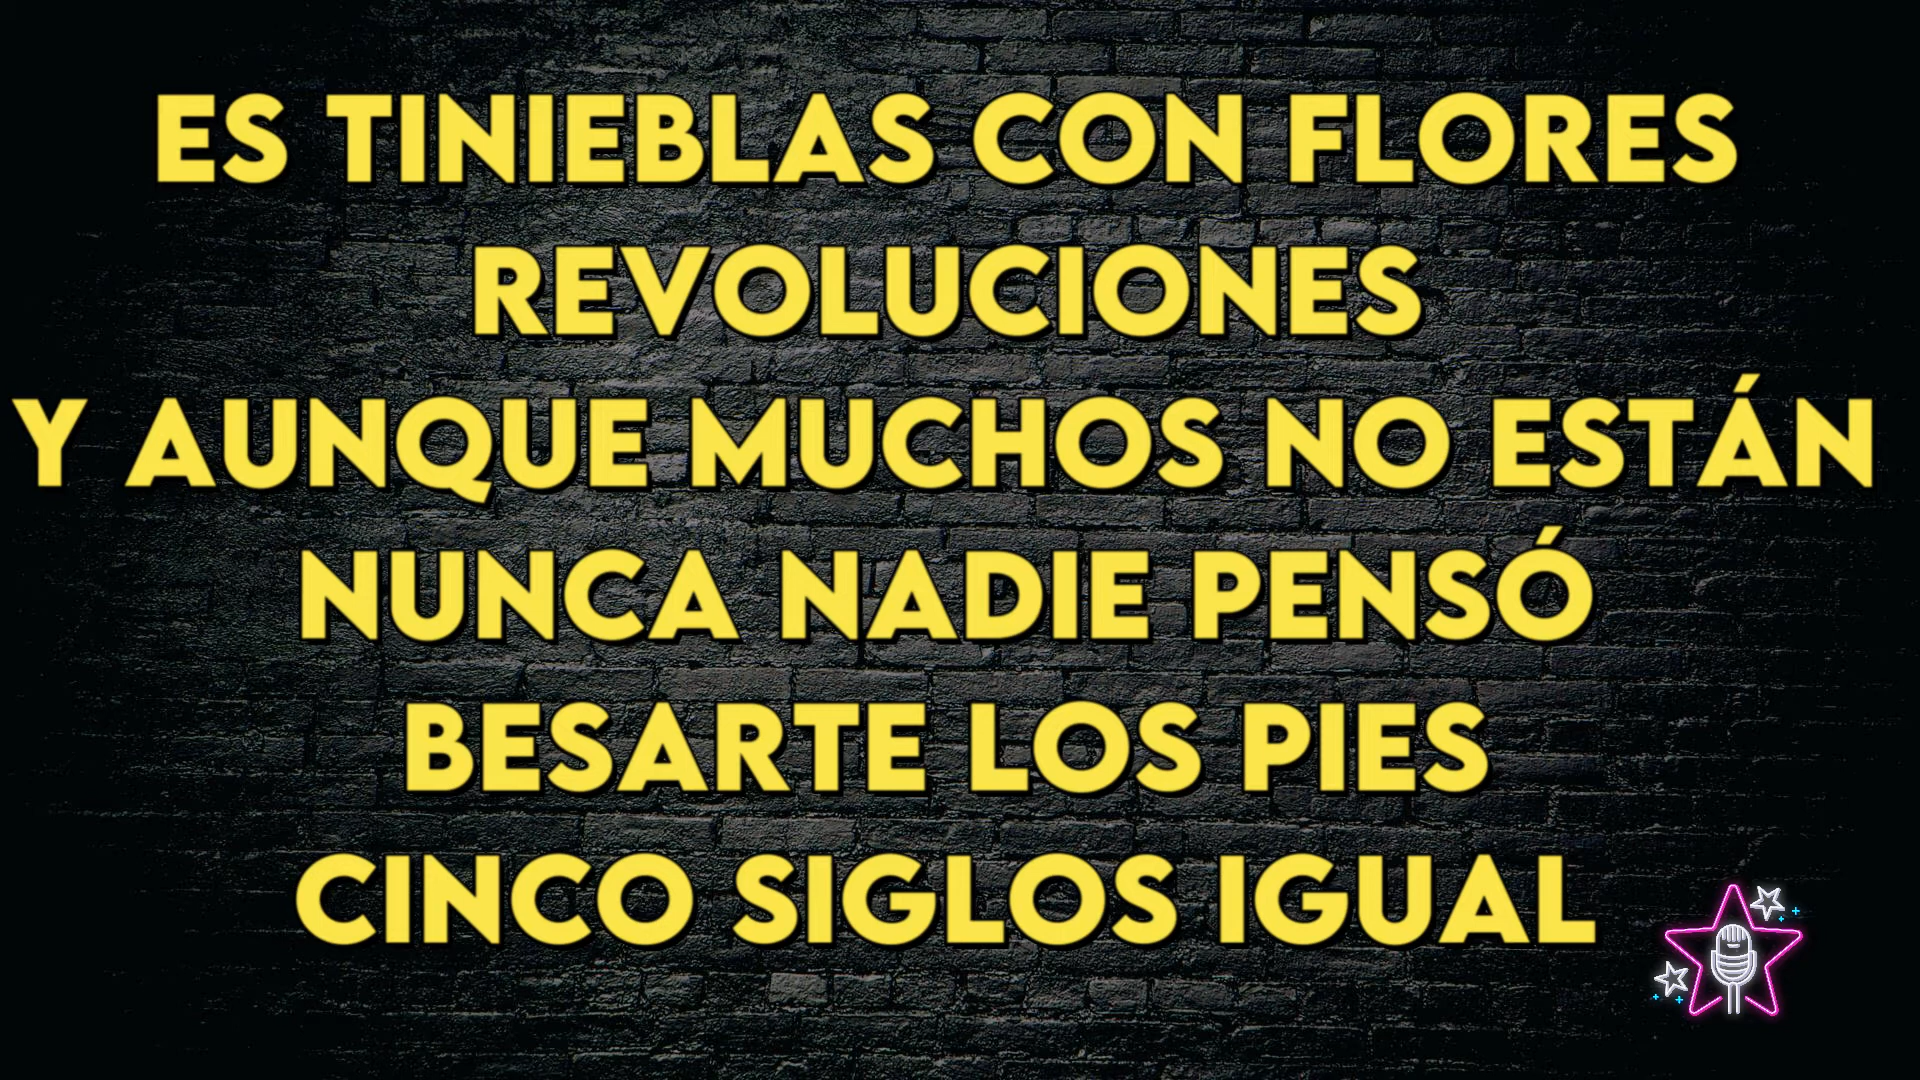 ES TINIEBLAS CON FLORES
REVOLUCIONES
Y AUNQUE MUCHOS NO ESTÁN
NUNCA NADIE PENSÓ
BESARTE LOS PIES
CINCO SIGLOS IGUAL